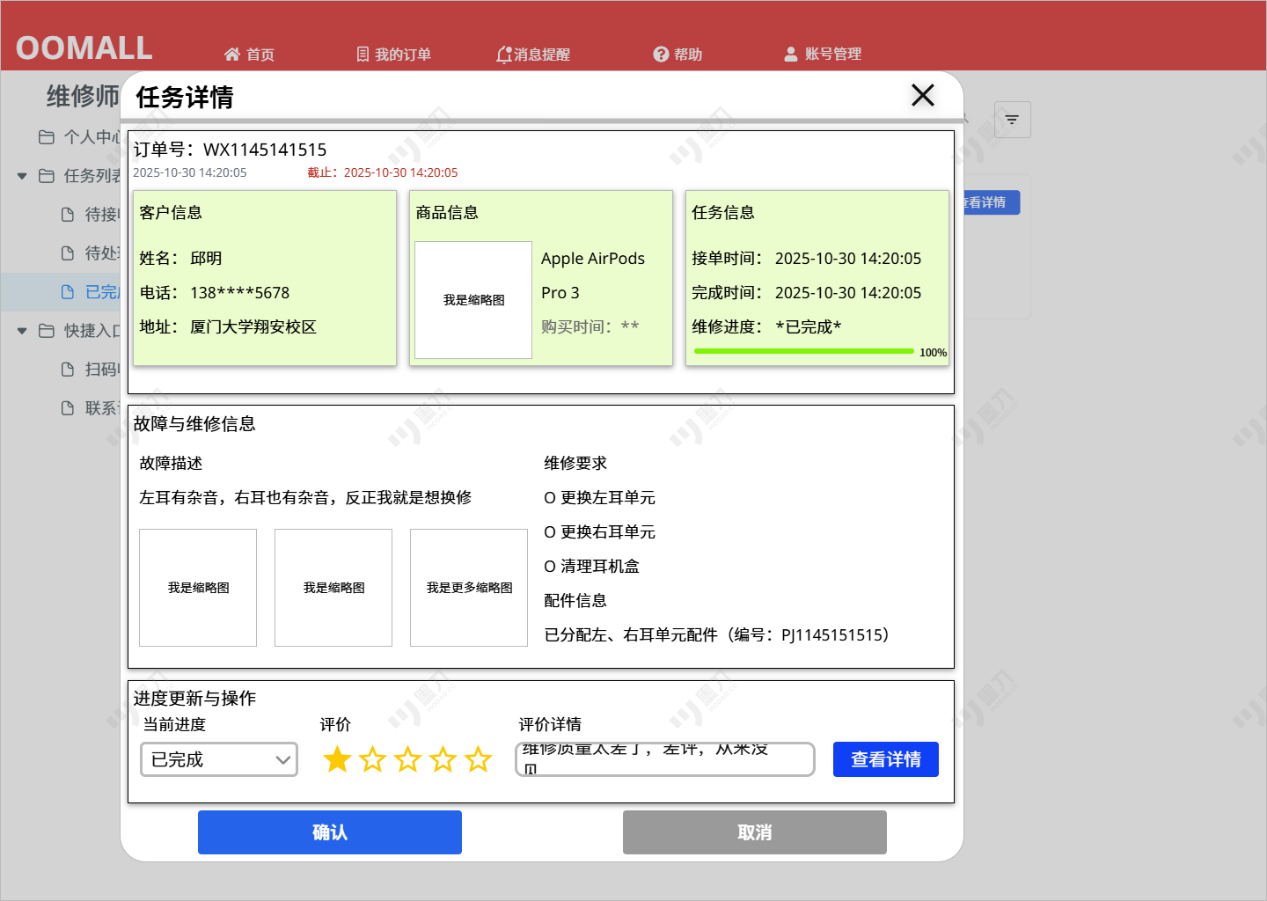 OOMALL
首页
我的订单
消息提醒
帮助
账号管理
维修师
个人中心
任务列表
待接
待处
已完
快捷入口
扫码
联系
查看详情
任务详情
订单号：WX1145141515
2025-10-30 14:20:05
截止：2025-10-30 14:20:05
客户信息
姓名： 邱明
电话： 138****5678
地址： 厦门大学翔安校区
商品信息
我是缩略图
Apple AirPods
Pro 3
购买时间：**
任务信息
接单时间： 2025-10-30 14:20:05
完成时间： 2025-10-30 14:20:05
维修进度： *已完成*
100%
故障与维修信息
故障描述
左耳有杂音，右耳也有杂音，反正我就是想换修
我是缩略图
我是缩略图
我是更多缩略图
维修要求
O 更换左耳单元
O 更换右耳单元
O 清理耳机盒
配件信息
已分配左、右耳单元配件（编号：PJ1145151515）
进度更新与操作
当前进度
已完成
评价
评价详情
维修质量太差了，差评，从来没
查看详情
确认
取消